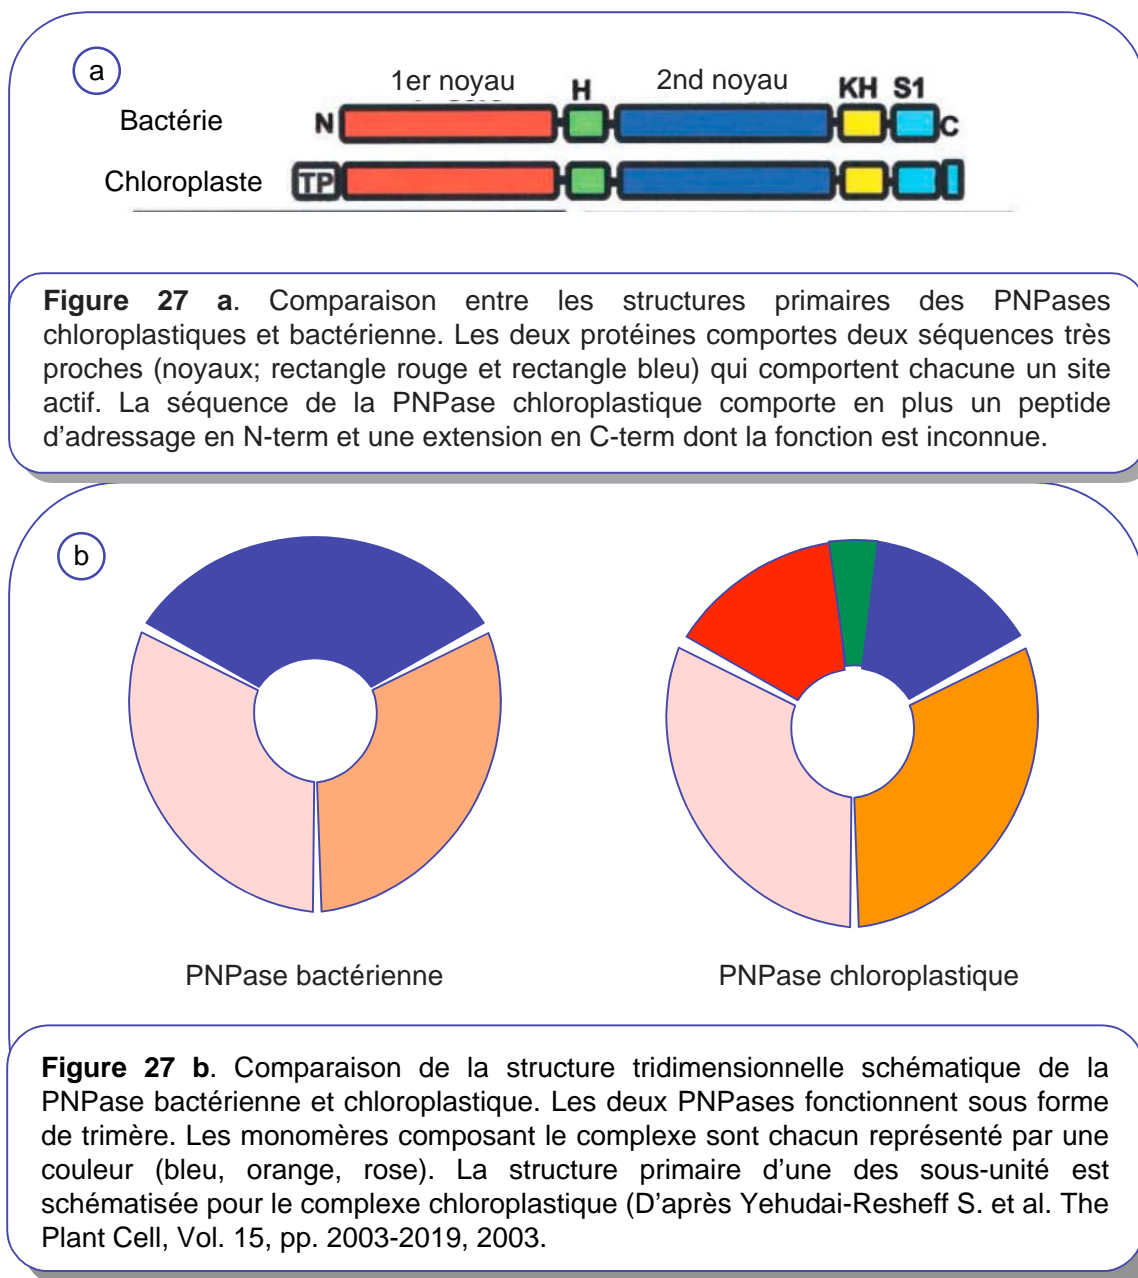 a
1er noyau
H
2nd noyau
KH
S1
Bactérie
N
C
Chloroplaste
TP
Figure 27 a. Comparaison entre les structures primaires des PNPases
chloroplastiques et bactérienne. Les deux protéines comportes deux séquences très
proches (noyaux; rectangle rouge et rectangle bleu) qui comportent chacune un site
actif. La séquence de la PNPase chloroplastique comporte en plus un peptide
d'adressage en N-term et une extension en C-term dont la fonction est inconnue.
b
PNPase bactérienne
PNPase chloroplastique
Figure 27 b. Comparaison de la structure tridimensionnelle schématique de la
PNPase bactérienne et chloroplastique. Les deux PNPases fonctionnent sous forme
de trimère. Les monomères composant le complexe sont chacun représenté par une
couleur (bleu, orange, rose). La structure primaire d'une des sous-unité est
schématisée pour le complexe chloroplastique (D'après Yehudai-Resheff S. et al. The
Plant Cell, Vol. 15, pp. 2003-2019, 2003.